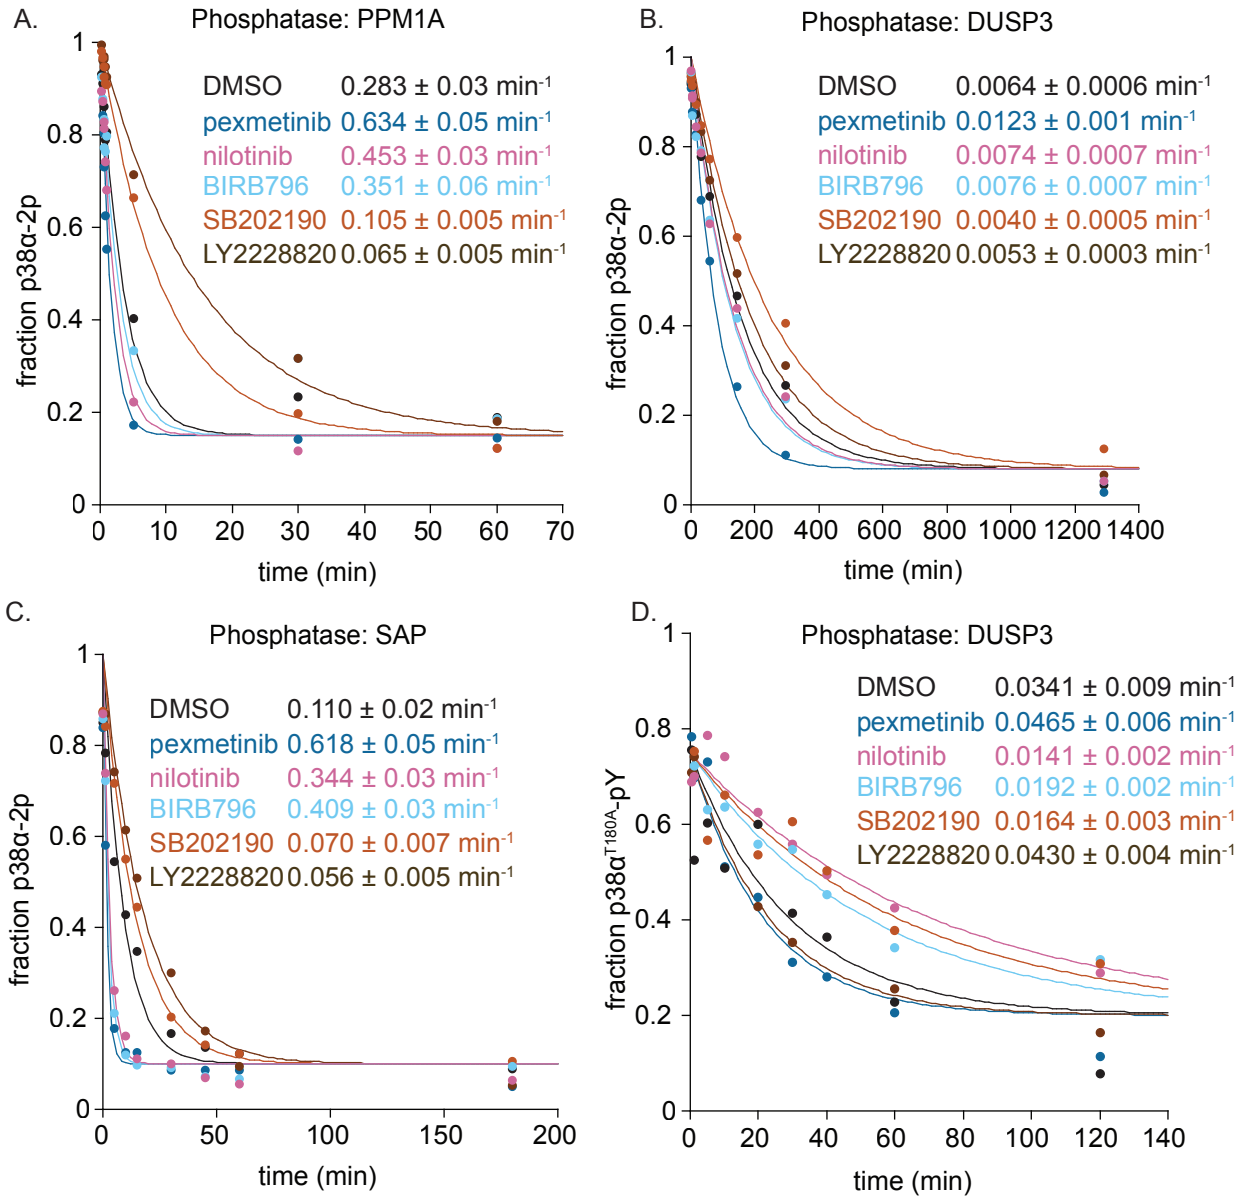 A.
Phosphatase: PPM1A
DMSO 0.283 ± 0.03 min⁻¹
pexmetinib 0.634 ± 0.05 min⁻¹
nilotinib 0.453 ± 0.03 min⁻¹
BIRB796 0.351 ± 0.06 min⁻¹
SB202190 0.105 ± 0.005 min⁻¹
LY2228820 0.065 ± 0.005 min⁻¹
fraction p38α-2p
1
0.8
0.6
0.4
0.2
0
0 10 20 30 40 50 60 70
time (min)
B.
Phosphatase: DUSP3
DMSO 0.0064 ± 0.0006 min⁻¹
pexmetinib 0.0123 ± 0.001 min⁻¹
nilotinib 0.0074 ± 0.0007 min⁻¹
BIRB796 0.0076 ± 0.0007 min⁻¹
SB202190 0.0040 ± 0.0005 min⁻¹
LY2228820 0.0053 ± 0.0003 min⁻¹
fraction p38α-2p
1
0.8
0.6
0.4
0.2
0
0 200 400 600 800 1000 1200 1400
time (min)
C.
Phosphatase: SAP
DMSO 0.110 ± 0.02 min⁻¹
pexmetinib 0.618 ± 0.05 min⁻¹
nilotinib 0.344 ± 0.03 min⁻¹
BIRB796 0.409 ± 0.03 min⁻¹
SB202190 0.070 ± 0.007 min⁻¹
LY2228820 0.056 ± 0.005 min⁻¹
fraction p38α-2p
1
0.8
0.6
0.4
0.2
0
0 50 100 150 200
time (min)
D.
Phosphatase: DUSP3
DMSO 0.0341 ± 0.009 min⁻¹
pexmetinib 0.0465 ± 0.006 min⁻¹
nilotinib 0.0141 ± 0.002 min⁻¹
BIRB796 0.0192 ± 0.002 min⁻¹
SB202190 0.0164 ± 0.003 min⁻¹
LY2228820 0.0430 ± 0.004 min⁻¹
fraction p38αᵀ¹⁸⁰ᴬ-pY
1
0.8
0.6
0.4
0.2
0
0 20 40 60 80 100 120 140
time (min)